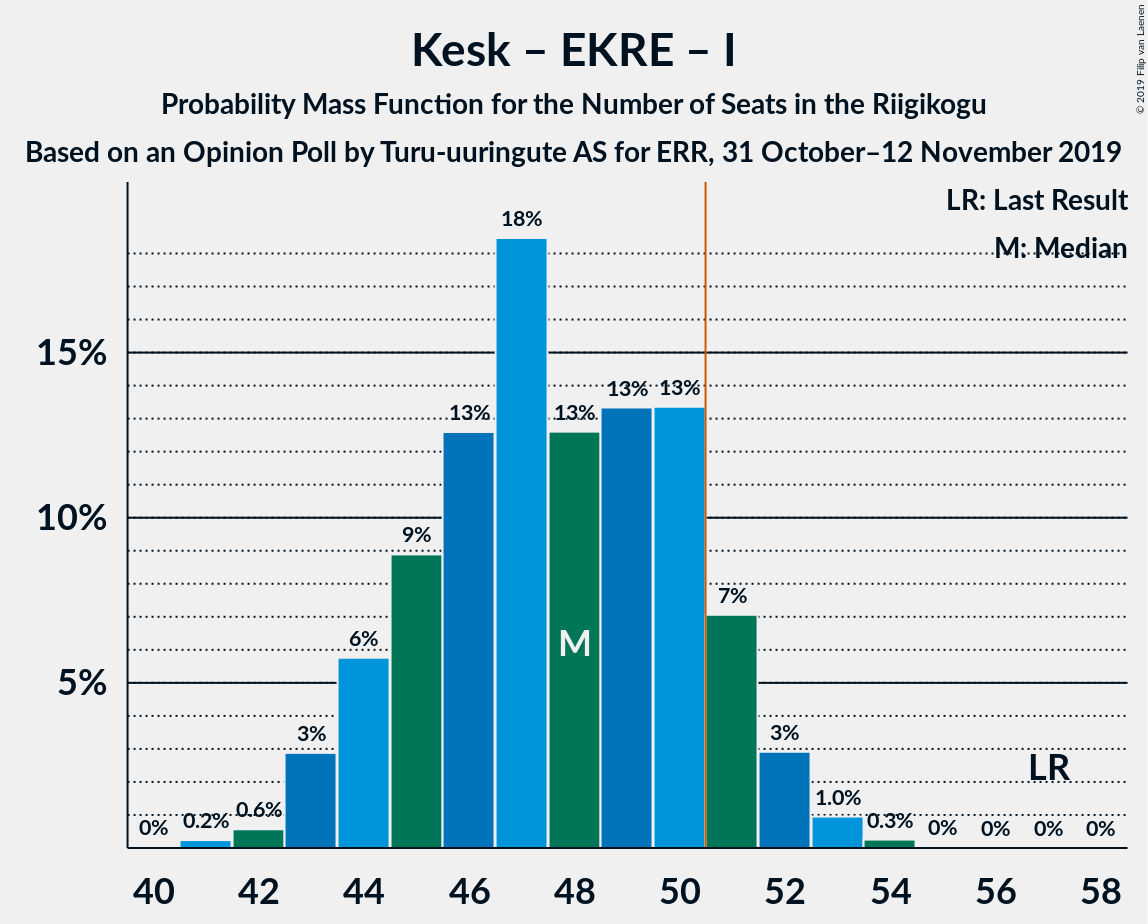 Kesk – EKRE – I
Probability Mass Function for the Number of Seats in the Riigikogu
Based on an Opinion Poll by Turu-uuringute AS for ERR, 31 October–12 November 2019
© 2019 Filip van Laenen
LR: Last Result
M: Median
15%
10%
5%
0%
0.2%
0.6%
3%
6%
9%
13%
18%
13%
13%
13%
7%
3%
1.0%
0.3%
0%
0%
0%
0%
M
LR
40 42 44 46 48 50 52 54 56 58